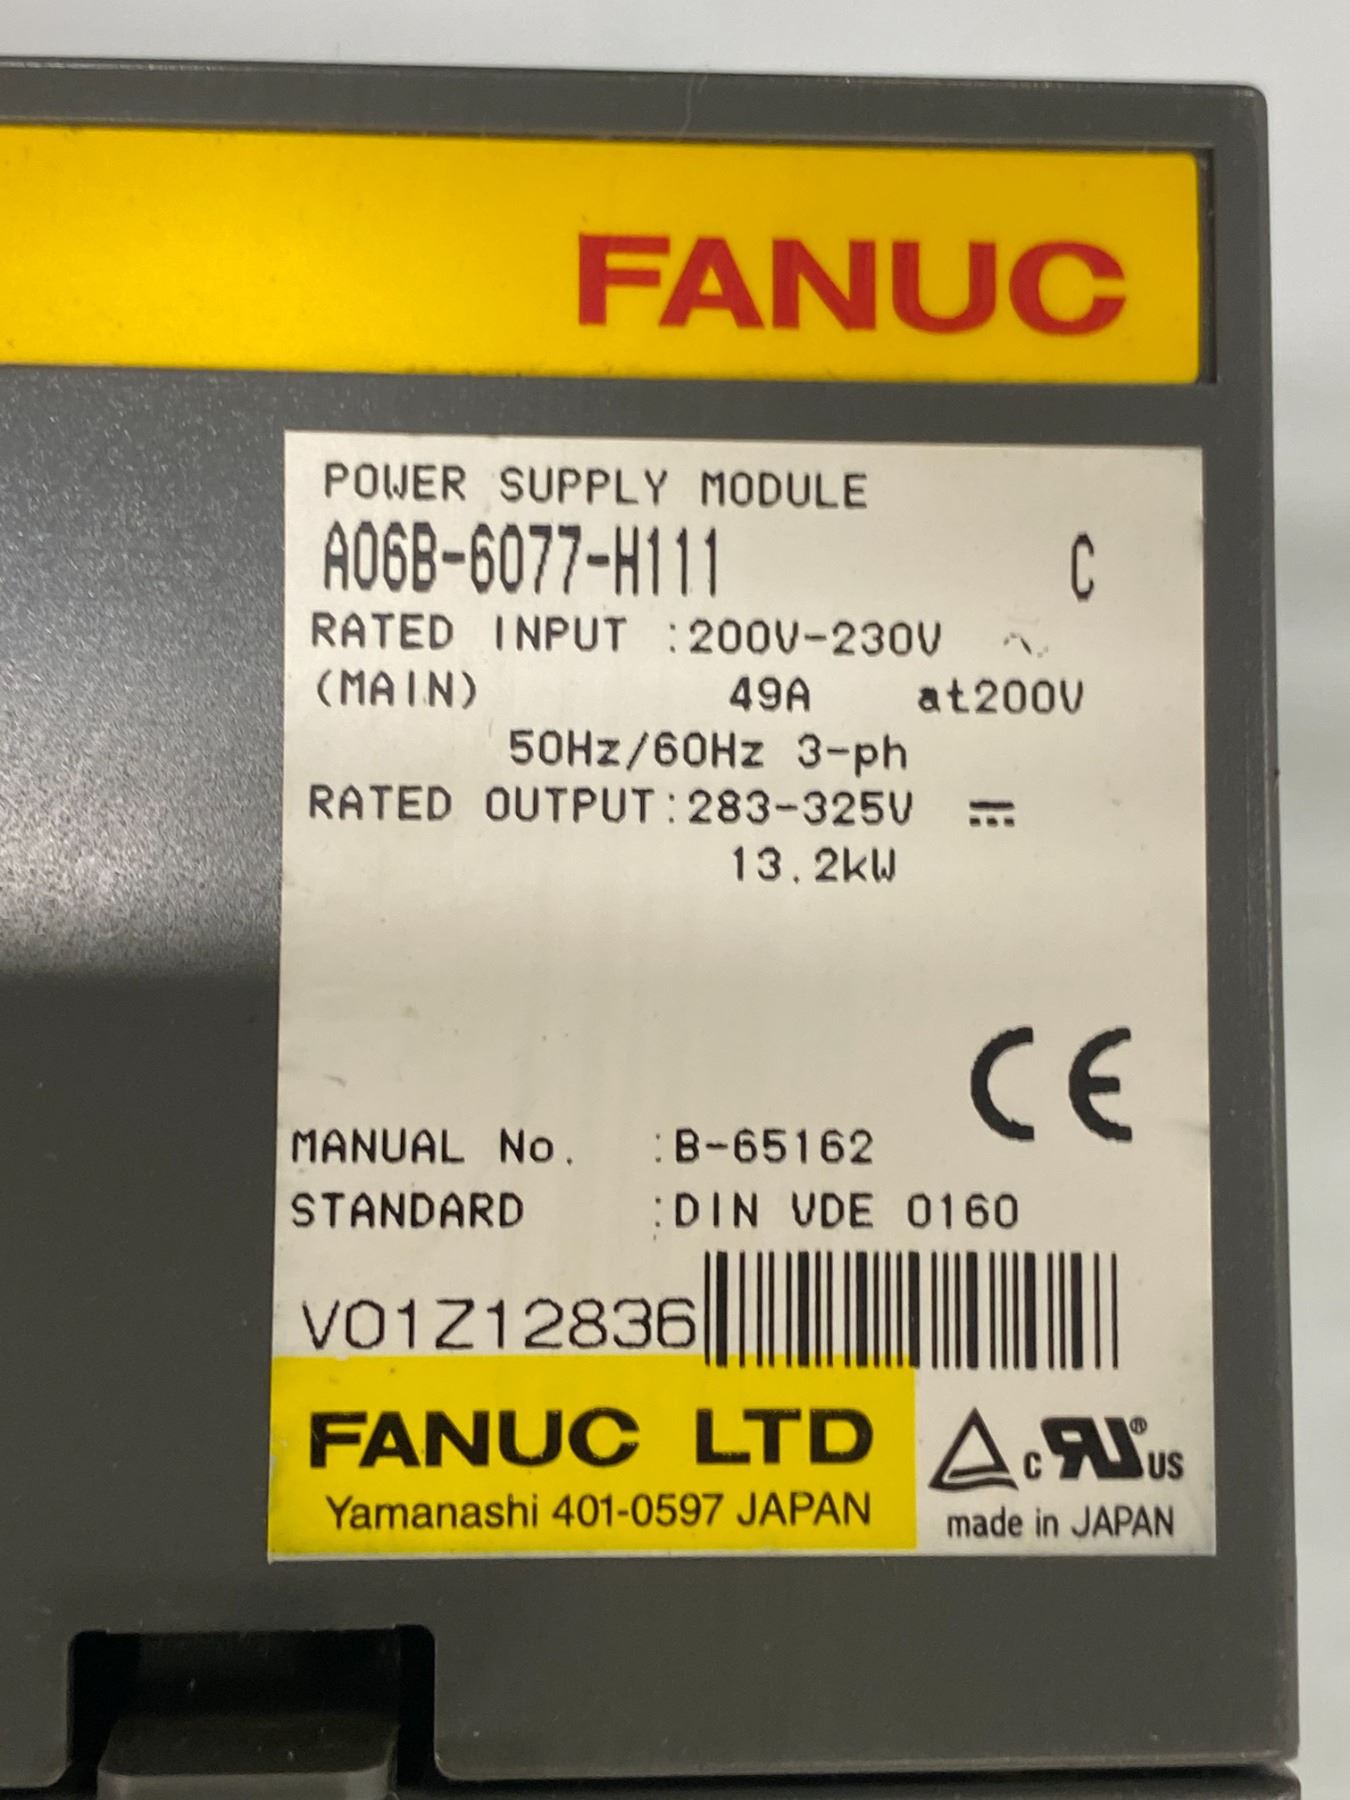 FANUC
POWER SUPPLY MODULE
A06B-6077-H111 C
RATED INPUT :200V-230V
(MAIN) 49A at200V
50Hz/60Hz 3-ph
RATED OUTPUT:283-325V
13.2kW
CE
MANUAL No. :B-65162
STANDARD :DIN VDE 0160
V01Z12836
FANUC LTD
Yamanashi 401-0597 JAPAN
c RU® US
made in JAPAN